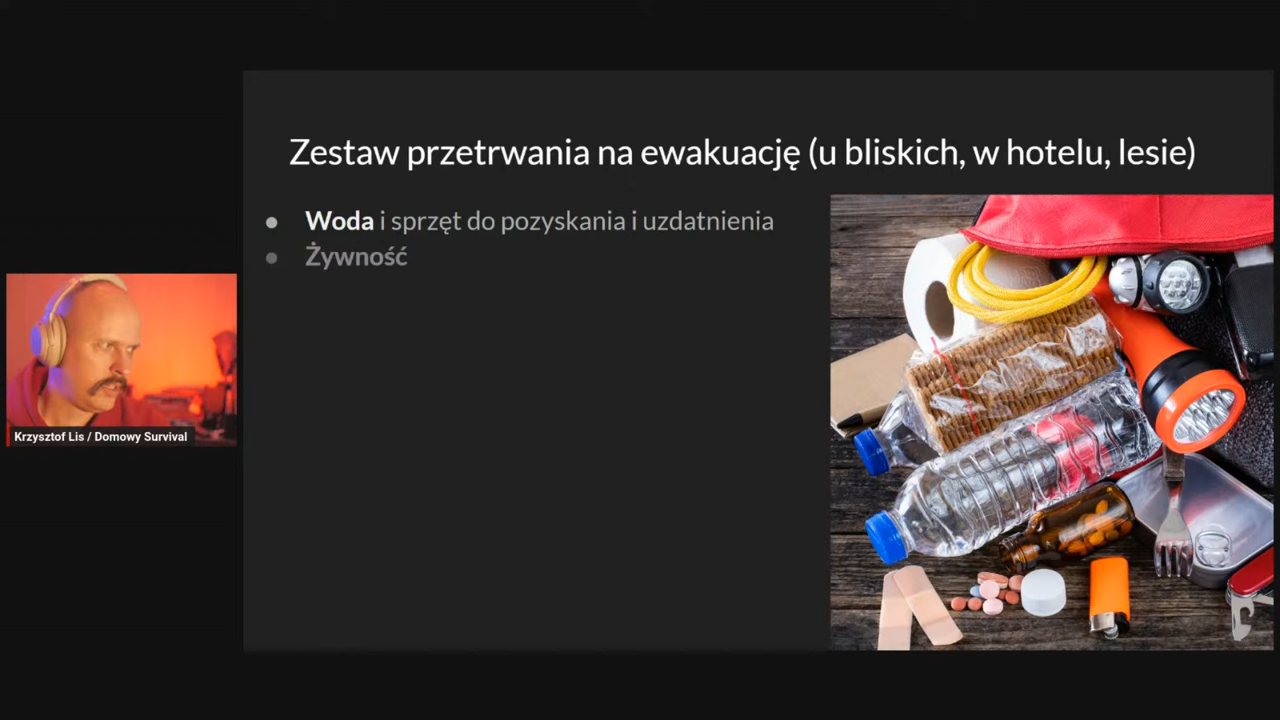 Zestaw przetrwania na ewakuację (u bliskich, w hotelu, lesie)
Woda i sprzęt do pozyskania i uzdatnienia
Żywność
Krzysztof Lis / Domowy Survival